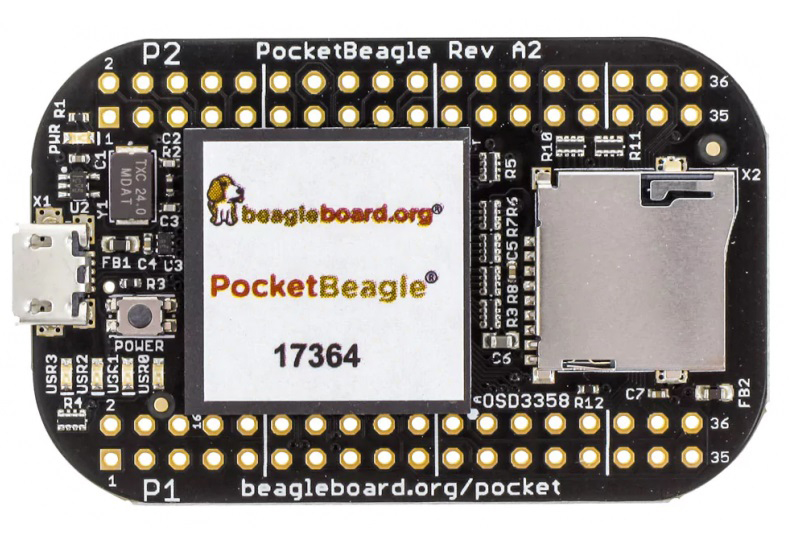 P2
PocketBeagle Rev A2
2
36
1
35
PWR
R1
C2
R2
C1
TXC 24.0
MDAT
Y1
C3
U2
X1
FB1
C4
R3
POWER
USR3
USR2
USR0
R4
beagleboard.org®
PocketBeagle®
17364
R5
R10
R11
X2
R7
R6
C5
R8
R3
C6
<OSD3358
R12
C7
FB2
2
16
36
1
35
P1
beagleboard.org/pocket